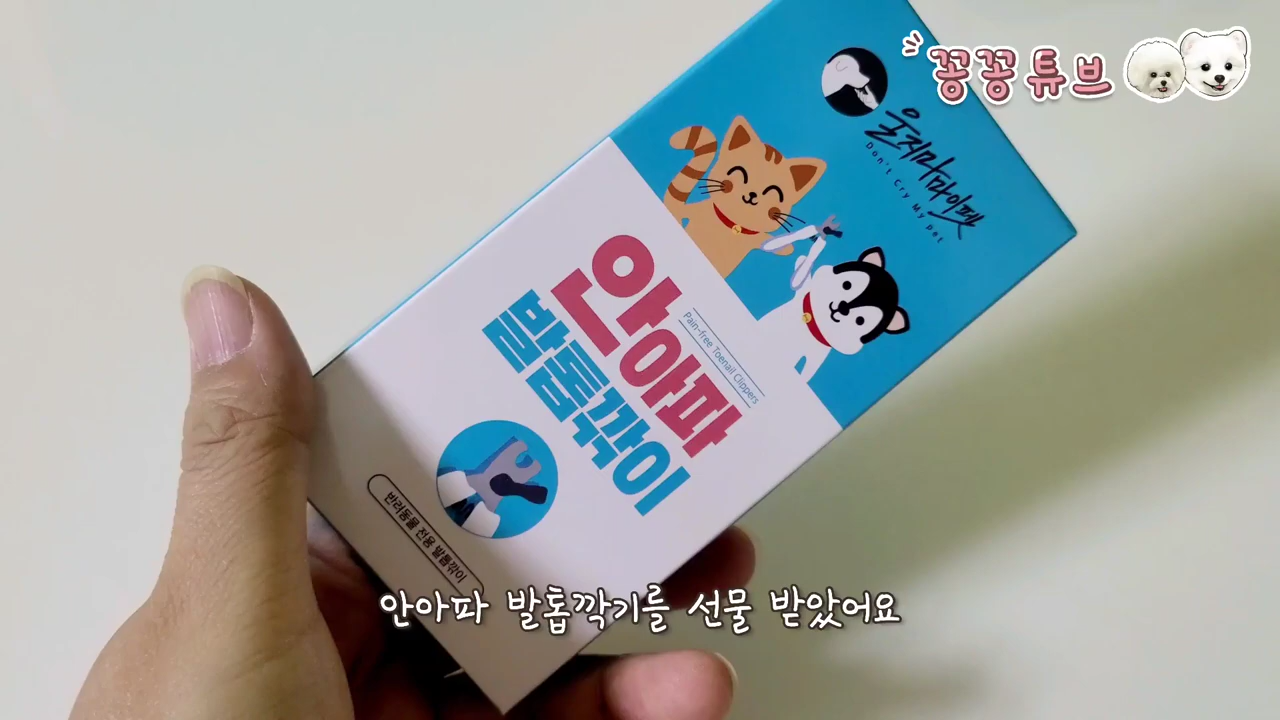 꽁꽁튜브
울지마 마이펫
Don't Cry My pet
Pain-free Toenail Clippers
안아파
발톱깎이
반려동물 전용 발톱깎이
안아파 발톱깍기를 선물 받았어요